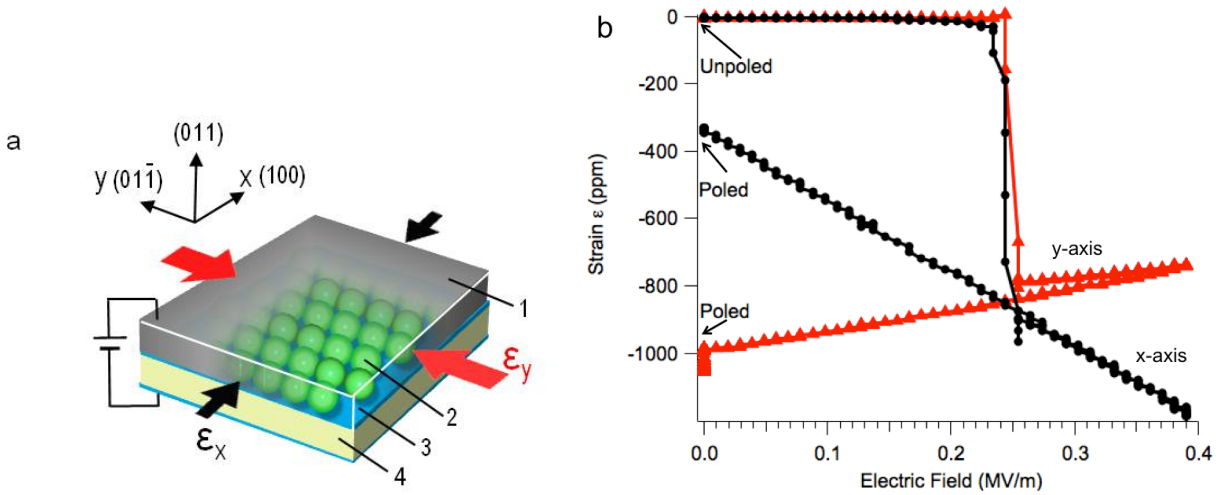 a
(011)
y (011̄)
x (100)
1
2
3
4
εy
εx
b
0
-200
-400
-600
-800
-1000
Strain ε (ppm)
Unpoled
Poled
Poled
y-axis
x-axis
0.0
0.1
0.2
0.3
0.4
Electric Field (MV/m)